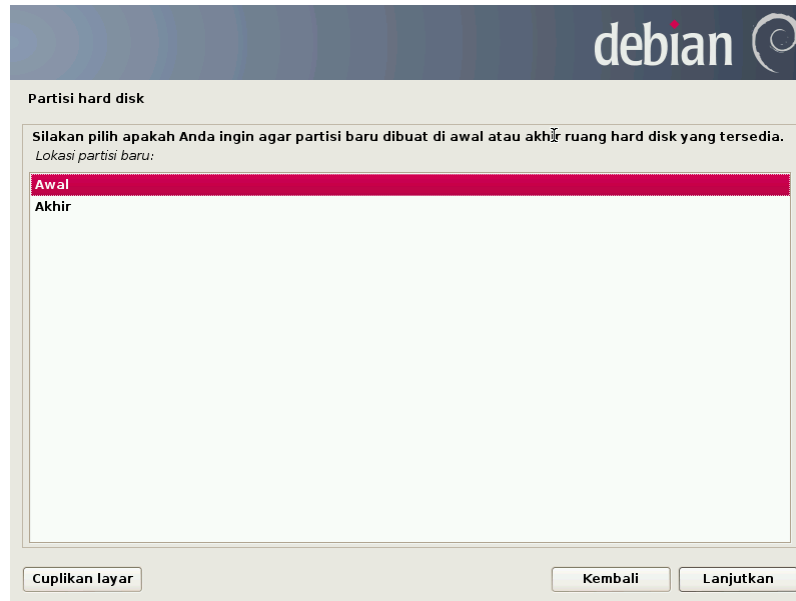 debian
Partisi hard disk
Silakan pilih apakah Anda ingin agar partisi baru dibuat di awal atau akhir ruang hard disk yang tersedia.
Lokasi partisi baru:
Awal
Akhir
Cuplikan layar
Kembali
Lanjutkan